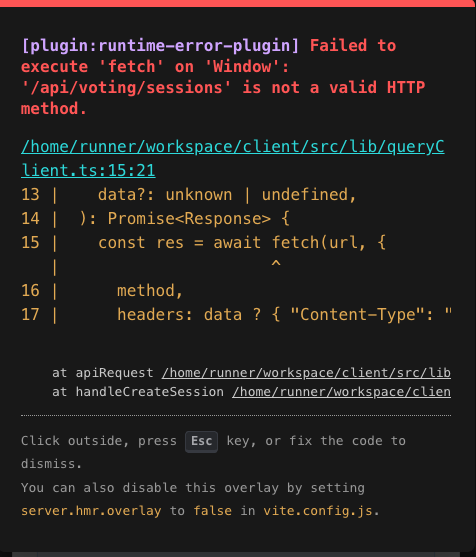 [plugin:runtime-error-plugin] Failed to
execute 'fetch' on 'Window':
'/api/voting/sessions' is not a valid HTTP
method.
/home/runner/workspace/client/src/lib/queryC
lient.ts:15:21
13 |    data?: unknown | undefined,
14 |  ): Promise<Response> {
15 |    const res = await fetch(url, {
   |                      ^
16 |      method,
17 |      headers: data ? { "Content-Type": "
at apiRequest /home/runner/workspace/client/src/lib
at handleCreateSession /home/runner/workspace/clien
Click outside, press Esc key, or fix the code to
dismiss.
You can also disable this overlay by setting
server.hmr.overlay to false in vite.config.js.